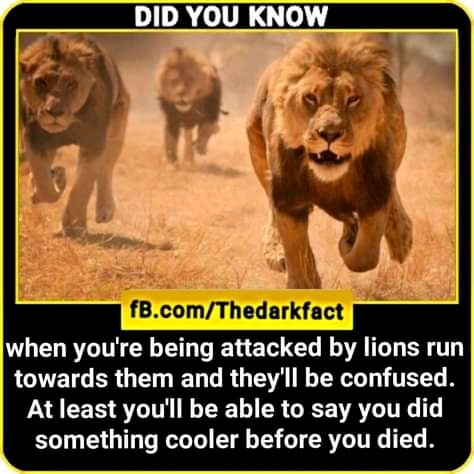 DID YOU KNOW
fB.com/Thedarkfact
when you're being attacked by lions run
towards them and they'll be confused.
At least you'll be able to say you did
something cooler before you died.